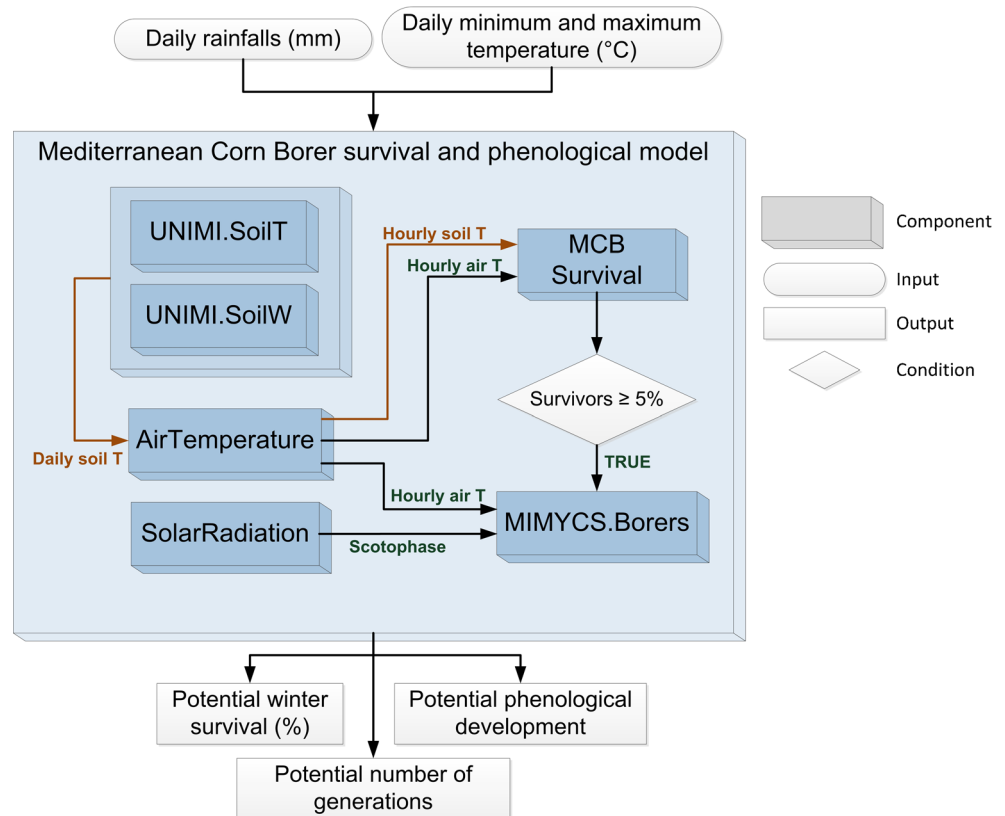 Daily rainfalls (mm)
Daily minimum and maximum
temperature (°C)
Mediterranean Corn Borer survival and phenological model
UNIMI.SoilT
UNIMI.SoilW
Hourly soil T
Hourly air T
MCB
Survival
Survivors ≥ 5%
TRUE
AirTemperature
Daily soil T
Hourly air T
MIMYCS.Borers
SolarRadiation
Scotophase
Component
Input
Output
Condition
Potential winter
survival (%)
Potential phenological
development
Potential number of
generations